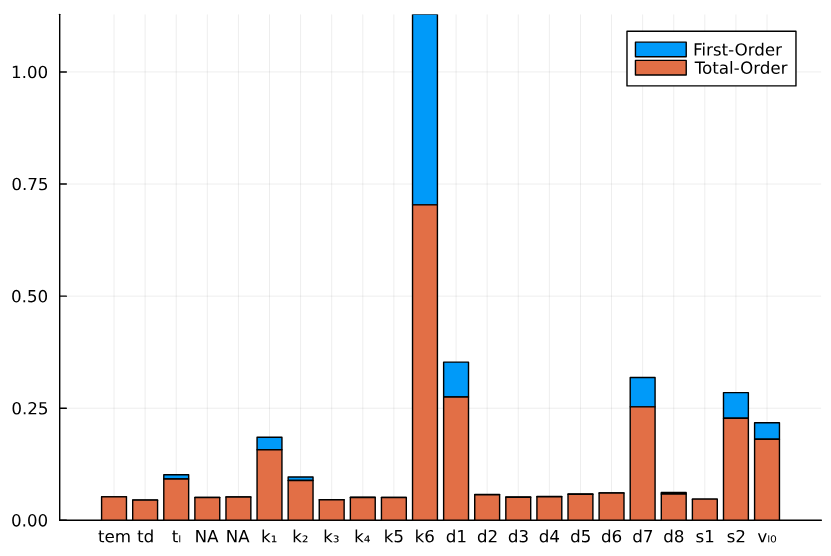 First-Order
Total-Order
1.00
0.75
0.50
0.25
0.00
tem td tₗ NA NA k₁ k₂ k₃ k₄ k5 k6 d1 d2 d3 d4 d5 d6 d7 d8 s1 s2 vₗ₀